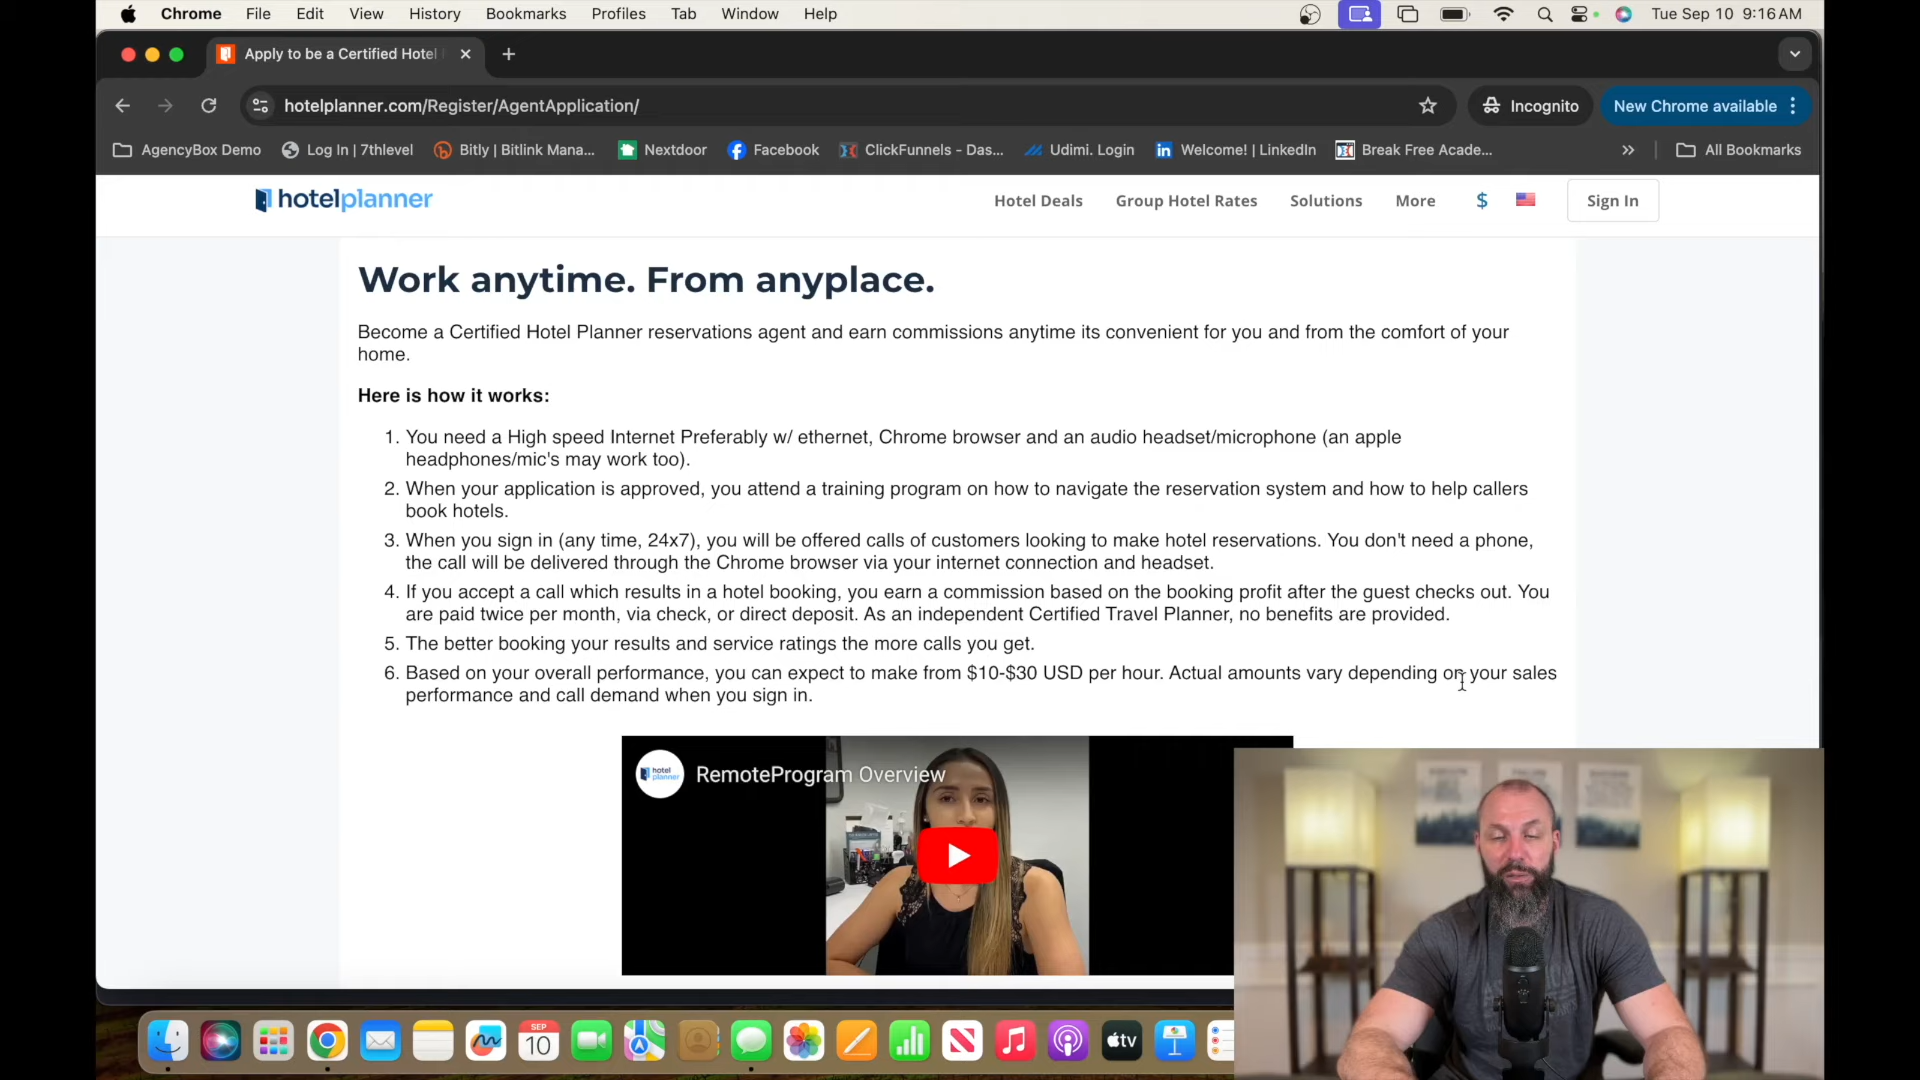 Chrome File Edit View History Bookmarks Profiles Tab Window Help Tue Sep 10 9:16 AM
Apply to be a Certified Hotel
hotelplanner.com/Register/AgentApplication/ Incognito New Chrome available
AgencyBox Demo Log In | 7thlevel Bitly | Bitlink Mana... Nextdoor Facebook ClickFunnels - Das... Udimi. Login Welcome! | LinkedIn Break Free Acade... » All Bookmarks
hotelplanner Hotel Deals Group Hotel Rates Solutions More $ Sign In
Work anytime. From anyplace.
Become a Certified Hotel Planner reservations agent and earn commissions anytime its convenient for you and from the comfort of your
home.
Here is how it works:
1. You need a High speed Internet Preferably w/ ethernet, Chrome browser and an audio headset/microphone (an apple
headphones/mic's may work too).
2. When your application is approved, you attend a training program on how to navigate the reservation system and how to help callers
book hotels.
3. When you sign in (any time, 24x7), you will be offered calls of customers looking to make hotel reservations. You don't need a phone,
the call will be delivered through the Chrome browser via your internet connection and headset.
4. If you accept a call which results in a hotel booking, you earn a commission based on the booking profit after the guest checks out. You
are paid twice per month, via check, or direct deposit. As an independent Certified Travel Planner, no benefits are provided.
5. The better booking your results and service ratings the more calls you get.
6. Based on your overall performance, you can expect to make from $10-$30 USD per hour. Actual amounts vary depending on your sales
performance and call demand when you sign in.
hotel
planner
RemoteProgram Overview
SEP
10
tv